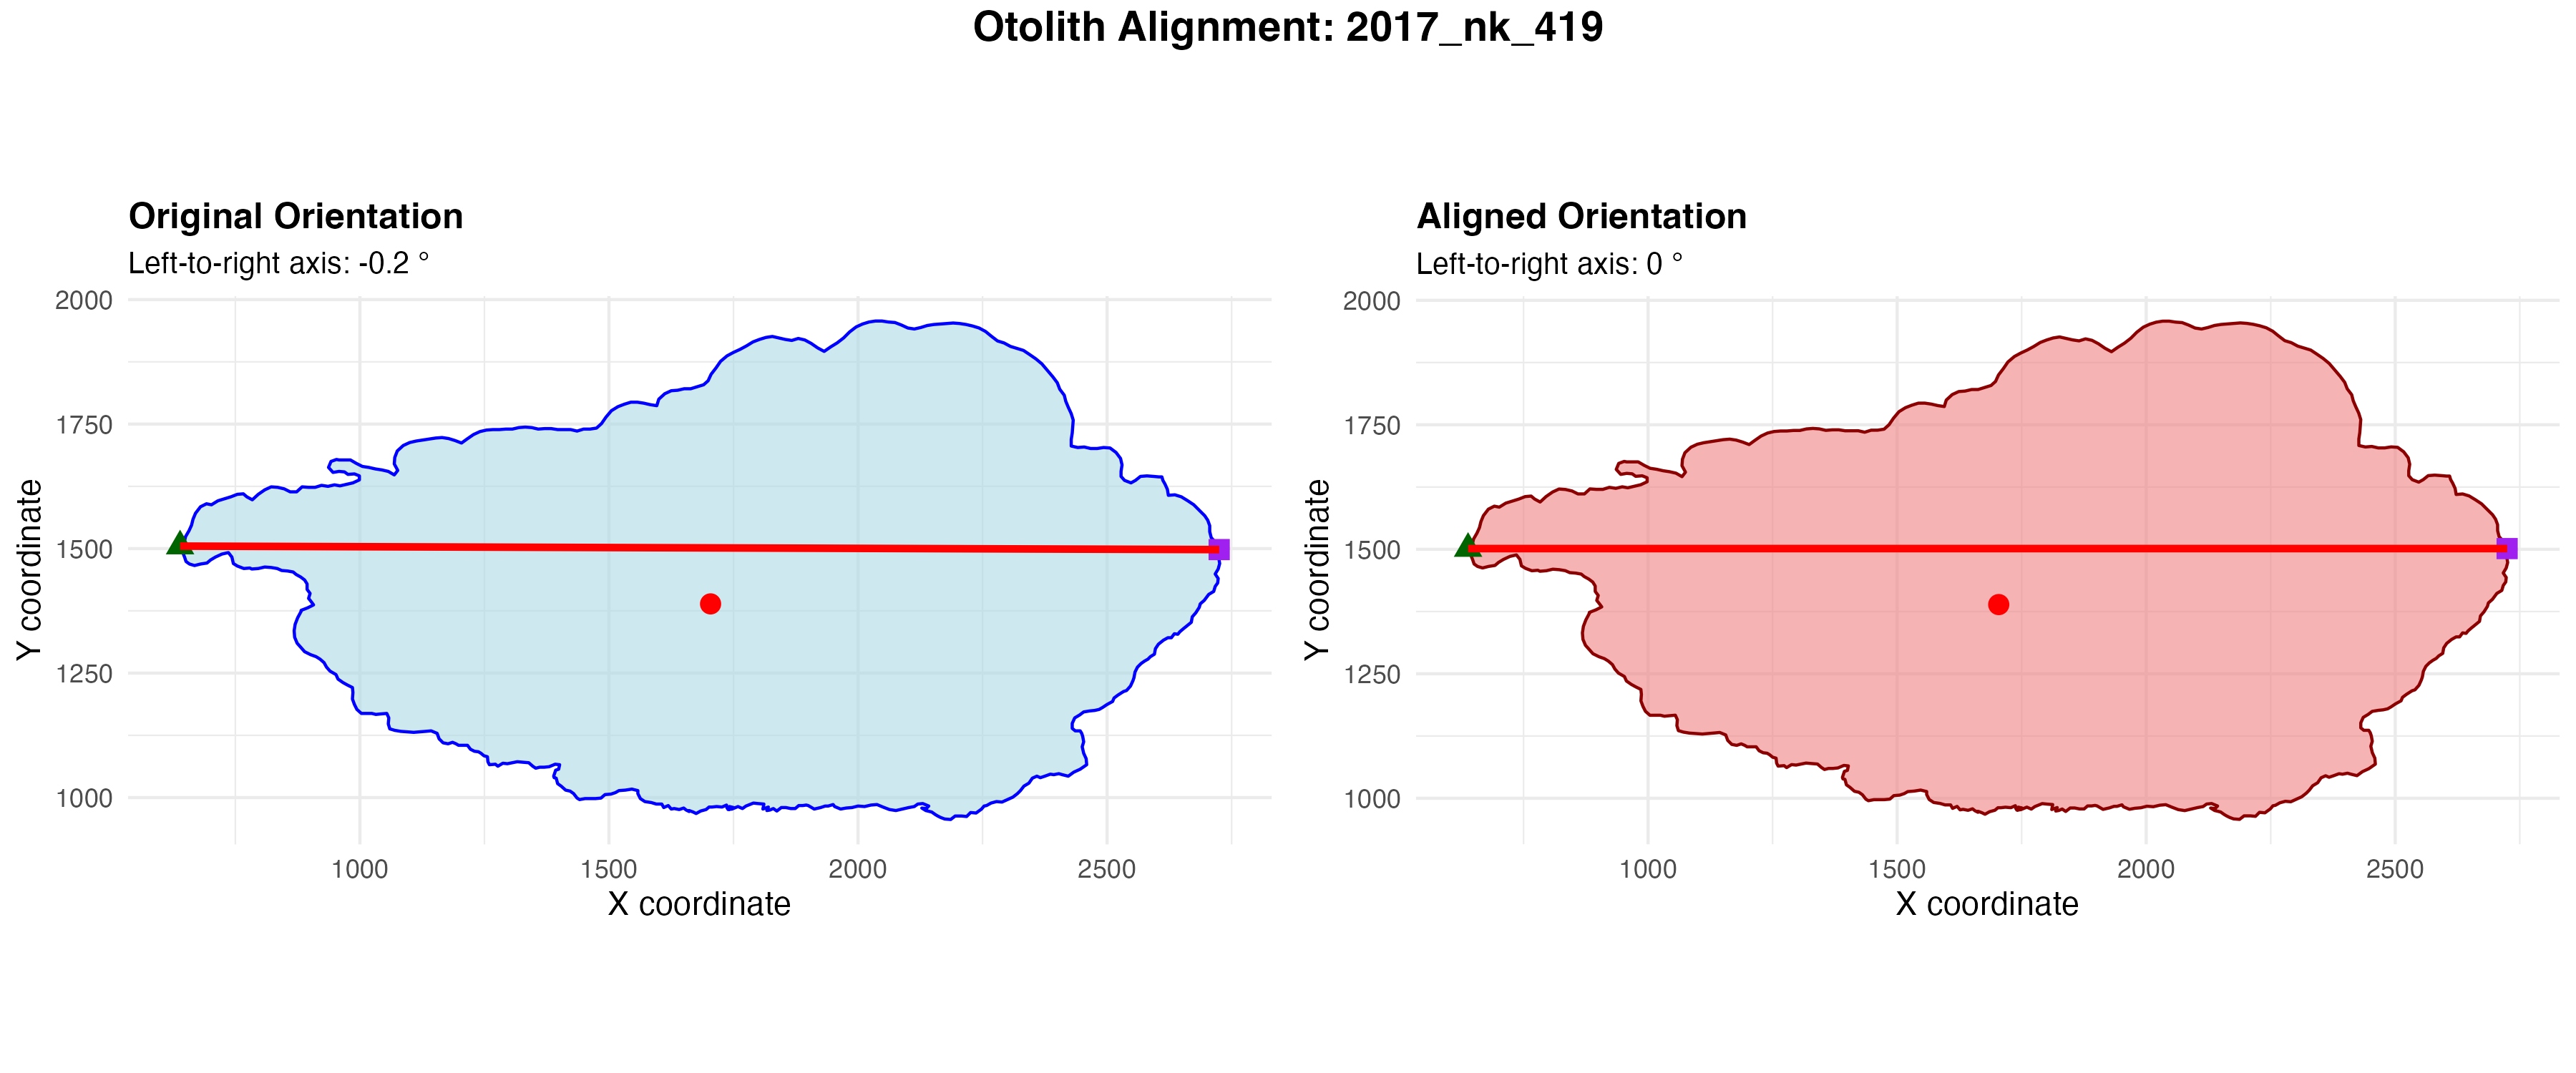 Otolith Alignment: 2017_nk_419
Original Orientation
Left-to-right axis: -0.2 °
2000
1750
1500
1250
1000
Y coordinate
1000 1500 2000 2500
X coordinate
Aligned Orientation
Left-to-right axis: 0 °
2000
1750
1500
1250
1000
Y coordinate
1000 1500 2000 2500
X coordinate